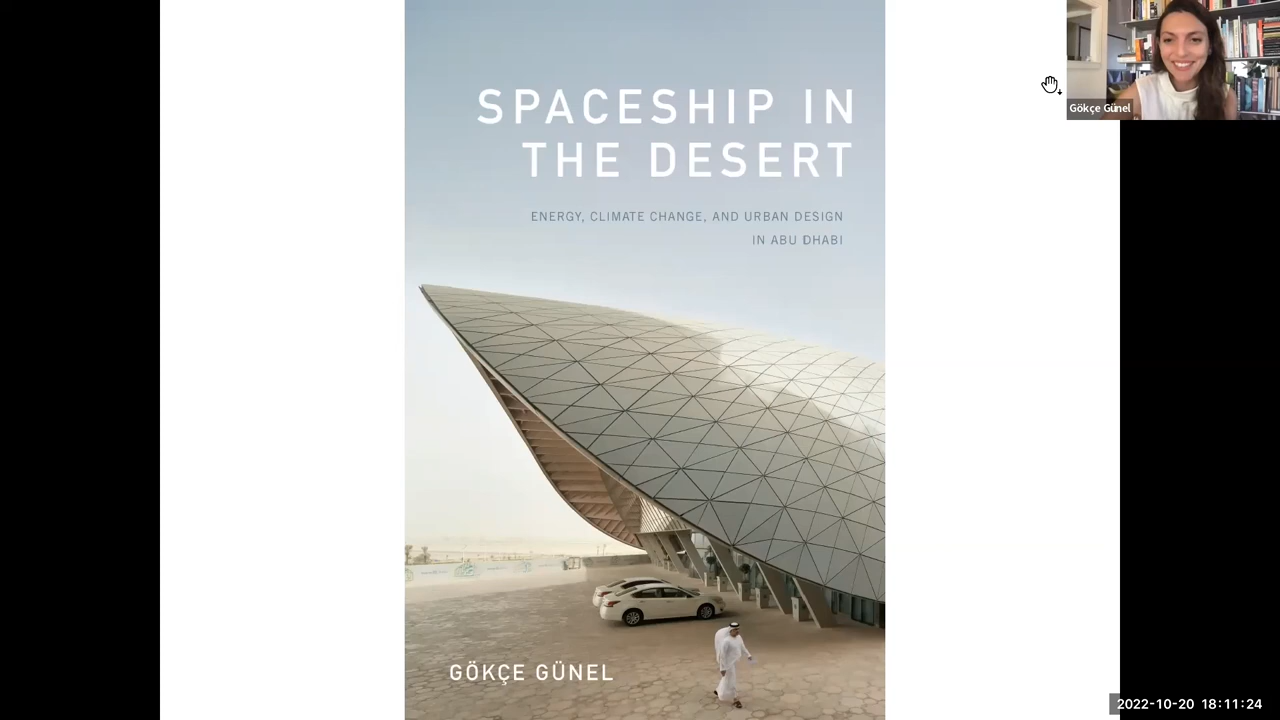 SPACESHIP IN
THE DESERT
ENERGY, CLIMATE CHANGE, AND URBAN DESIGN
IN ABU DHABI
GÖKÇE GÜNEL
Gökçe Günel
2022-10-20 18:11:24